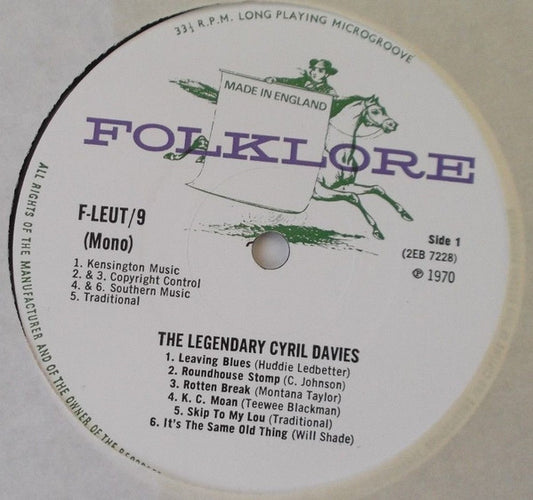 33⅓ R.P.M. LONG PLAYING MICROGROOVE
MADE IN ENGLAND
FOLKLORE
F-LEUT/9
(Mono)
Side 1
(2EB 7228)
℗ 1970
1. Kensington Music
2. & 3. Copyright Control
4. & 6. Southern Music
5. Traditional
THE LEGENDARY CYRIL DAVIES
1. Leaving Blues (Huddie Ledbetter)
2. Roundhouse Stomp (C. Johnson)
3. Rotten Break (Montana Taylor)
4. K. C. Moan (Teewee Blackman)
5. Skip To My Lou (Traditional)
6. It's The Same Old Thing (Will Shade)
ALL RIGHTS OF THE MANUFACTURER AND OF THE OWNER OF THE